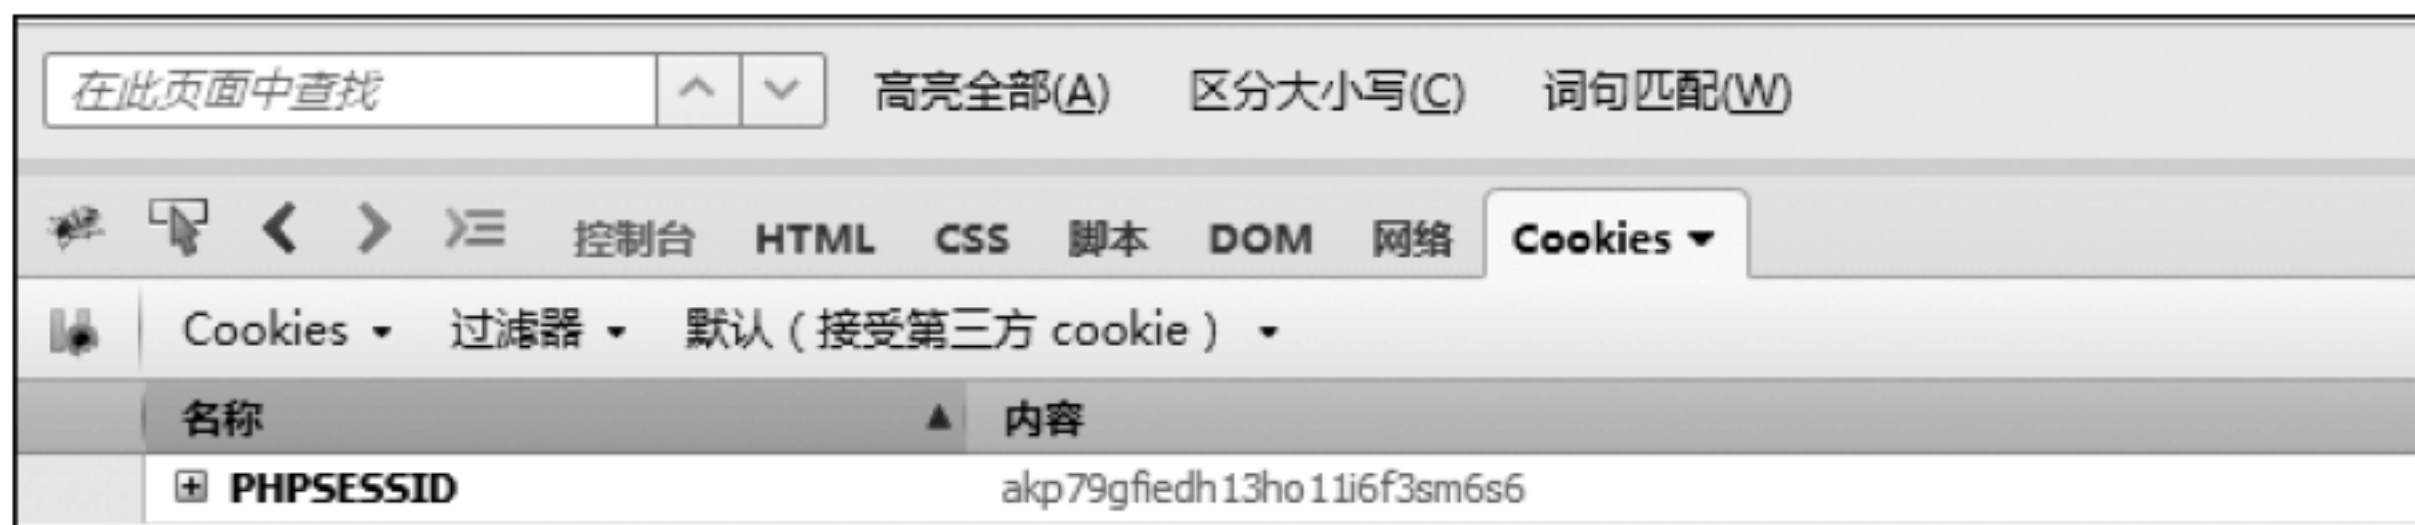 在此页面中查找 高亮全部(A) 区分大小写(C) 词句匹配(W)
控制台 HTML CSS 脚本 DOM 网络 Cookies
Cookies 过滤器 默认（接受第三方 cookie）
名称 内容
PHPSESSID akp79gfiedh13ho11i6f3sm6s6